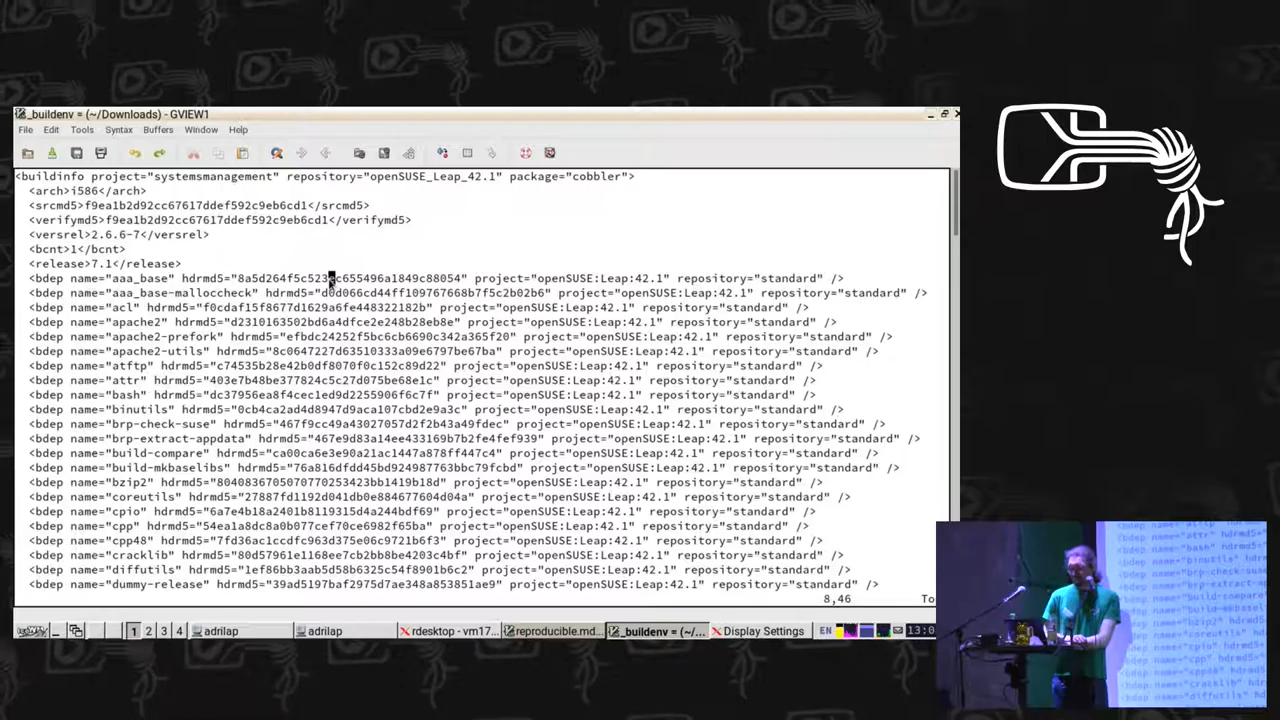 _buildenv = (~/Downloads) - GVIEW1
File Edit Tools Syntax Buffers Window Help
<buildinfo project="systemsmanagement" repository="openSUSE_Leap_42.1" package="cobbler">
<arch>i586</arch>
<srcmd5>f9ea1b2d92cc67617ddef592c9eb6cd1</srcmd5>
<verifymd5>f9ea1b2d92cc67617ddef592c9eb6cd1</verifymd5>
<versrel>2.6.6-7</versrel>
<bcnt>1</bcnt>
<release>7.1</release>
<bdep name="aaa_base" hdrmd5="8a5d264f5c523ec655496a1849c88054" project="openSUSE:Leap:42.1" repository="standard" />
<bdep name="aaa_base-malloccheck" hdrmd5="d0d066cd44ff109767668b7f5c2b02b6" project="openSUSE:Leap:42.1" repository="standard" />
<bdep name="acl" hdrmd5="f0cdaf15f8677d1629a6fe448322182b" project="openSUSE:Leap:42.1" repository="standard" />
<bdep name="apache2" hdrmd5="d2310163502bd6a4dfce2e248b28eb8e" project="openSUSE:Leap:42.1" repository="standard" />
<bdep name="apache2-prefork" hdrmd5="efbdc24252f5bc6cb6690c342a365f20" project="openSUSE:Leap:42.1" repository="standard" />
<bdep name="apache2-utils" hdrmd5="8c0647227d63510333a09e6797be67ba" project="openSUSE:Leap:42.1" repository="standard" />
<bdep name="atftp" hdrmd5="c74535b28e42b0df8070f0c152c89d22" project="openSUSE:Leap:42.1" repository="standard" />
<bdep name="attr" hdrmd5="403e7b48be377824c5c27d075be68e1c" project="openSUSE:Leap:42.1" repository="standard" />
<bdep name="bash" hdrmd5="dc37956ea8f4cec1ed9d2255906f6c7f" project="openSUSE:Leap:42.1" repository="standard" />
<bdep name="binutils" hdrmd5="0cb4ca2ad4d8947d9aca107cbd2e9a3c" project="openSUSE:Leap:42.1" repository="standard" />
<bdep name="brp-check-suse" hdrmd5="467f9cc49a43027057d2f2b43a49fdec" project="openSUSE:Leap:42.1" repository="standard" />
<bdep name="brp-extract-appdata" hdrmd5="467e9d83a14ee433169b7b2fe4fef939" project="openSUSE:Leap:42.1" repository="standard" />
<bdep name="build-compare" hdrmd5="ca00ca6e3e90a21ac1447a878ff447c4" project="openSUSE:Leap:42.1" repository="standard" />
<bdep name="build-mkbaselibs" hdrmd5="76a816dfdd45bd924987763bbc79fcbd" project="openSUSE:Leap:42.1" repository="standard" />
<bdep name="bzip2" hdrmd5="8040836705070770253423bb1419b18d" project="openSUSE:Leap:42.1" repository="standard" />
<bdep name="coreutils" hdrmd5="27887fd1192d041db0e884677604d04a" project="openSUSE:Leap:42.1" repository="standard" />
<bdep name="cpio" hdrmd5="6a7e4b18a2401b8119315d4a244bdf69" project="openSUSE:Leap:42.1" repository="standard" />
<bdep name="cpp" hdrmd5="54ea1a8dc8a0b077cef70ce6982f65ba" project="openSUSE:Leap:42.1" repository="standard" />
<bdep name="cpp48" hdrmd5="7fd36ac1ccdfc963d375e06c9721b6f3" project="openSUSE:Leap:42.1" repository="standard" />
<bdep name="cracklib" hdrmd5="80d57961e1168ee7cb2bb8be4203c4bf" project="openSUSE:Leap:42.1" repository="standard" />
<bdep name="diffutils" hdrmd5="1ef86bb3aab5d58b6325c54f8901b6c2" project="openSUSE:Leap:42.1" repository="standard" />
<bdep name="dummy-release" hdrmd5="39ad5197baf2975d7ae3484353851ae9" project="openSUSE:Leap:42.1" repository="standard" />
8,46 To
1 2 3 4 adrilap adrilap rdesktop - vm17... reproducible.md... _buildenv = (~/... Display Settings EN 13:0